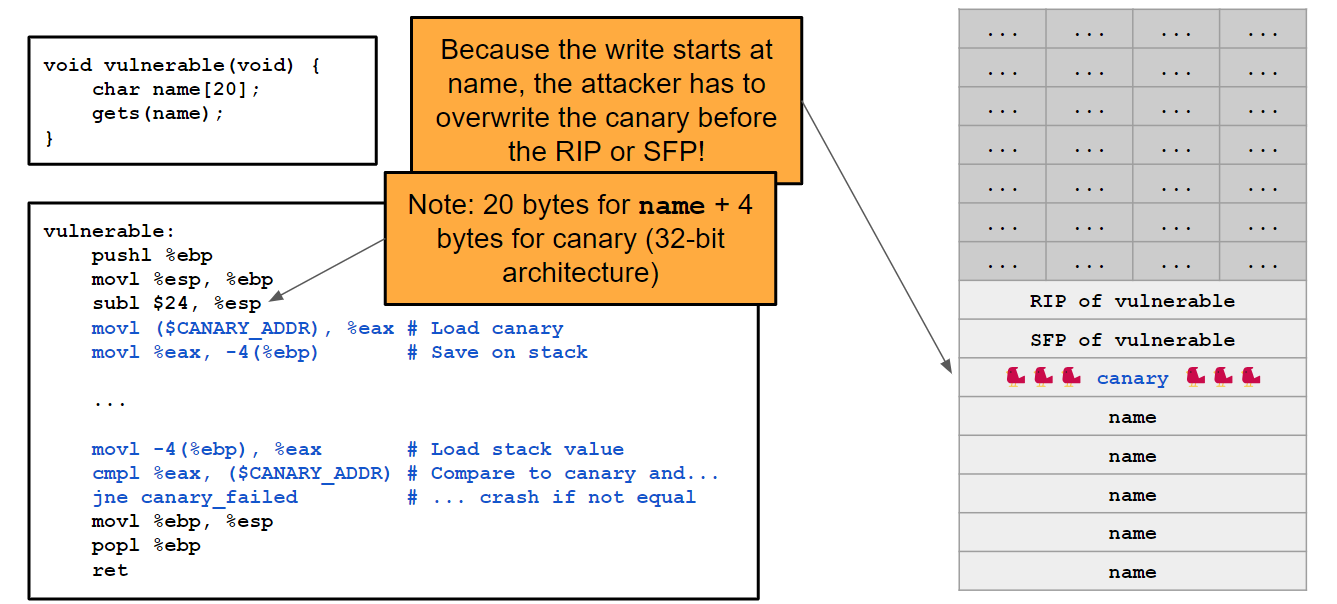 void vulnerable(void) {
    char name[20];
    gets(name);
}
Because the write starts at
name, the attacker has to
overwrite the canary before
the RIP or SFP!
Note: 20 bytes for name + 4
bytes for canary (32-bit
architecture)
vulnerable:
    pushl %ebp
    movl %esp, %ebp
    subl $24, %esp
    movl ($CANARY_ADDR), %eax # Load canary
    movl %eax, -4(%ebp)       # Save on stack
    ...
    movl -4(%ebp), %eax       # Load stack value
    cmpl %eax, ($CANARY_ADDR) # Compare to canary and...
    jne canary_failed         # ... crash if not equal
    movl %ebp, %esp
    popl %ebp
    ret
... ... ... ...
... ... ... ...
... ... ... ...
... ... ... ...
... ... ... ...
... ... ... ...
... ... ... ...
RIP of vulnerable
SFP of vulnerable
canary
name
name
name
name
name